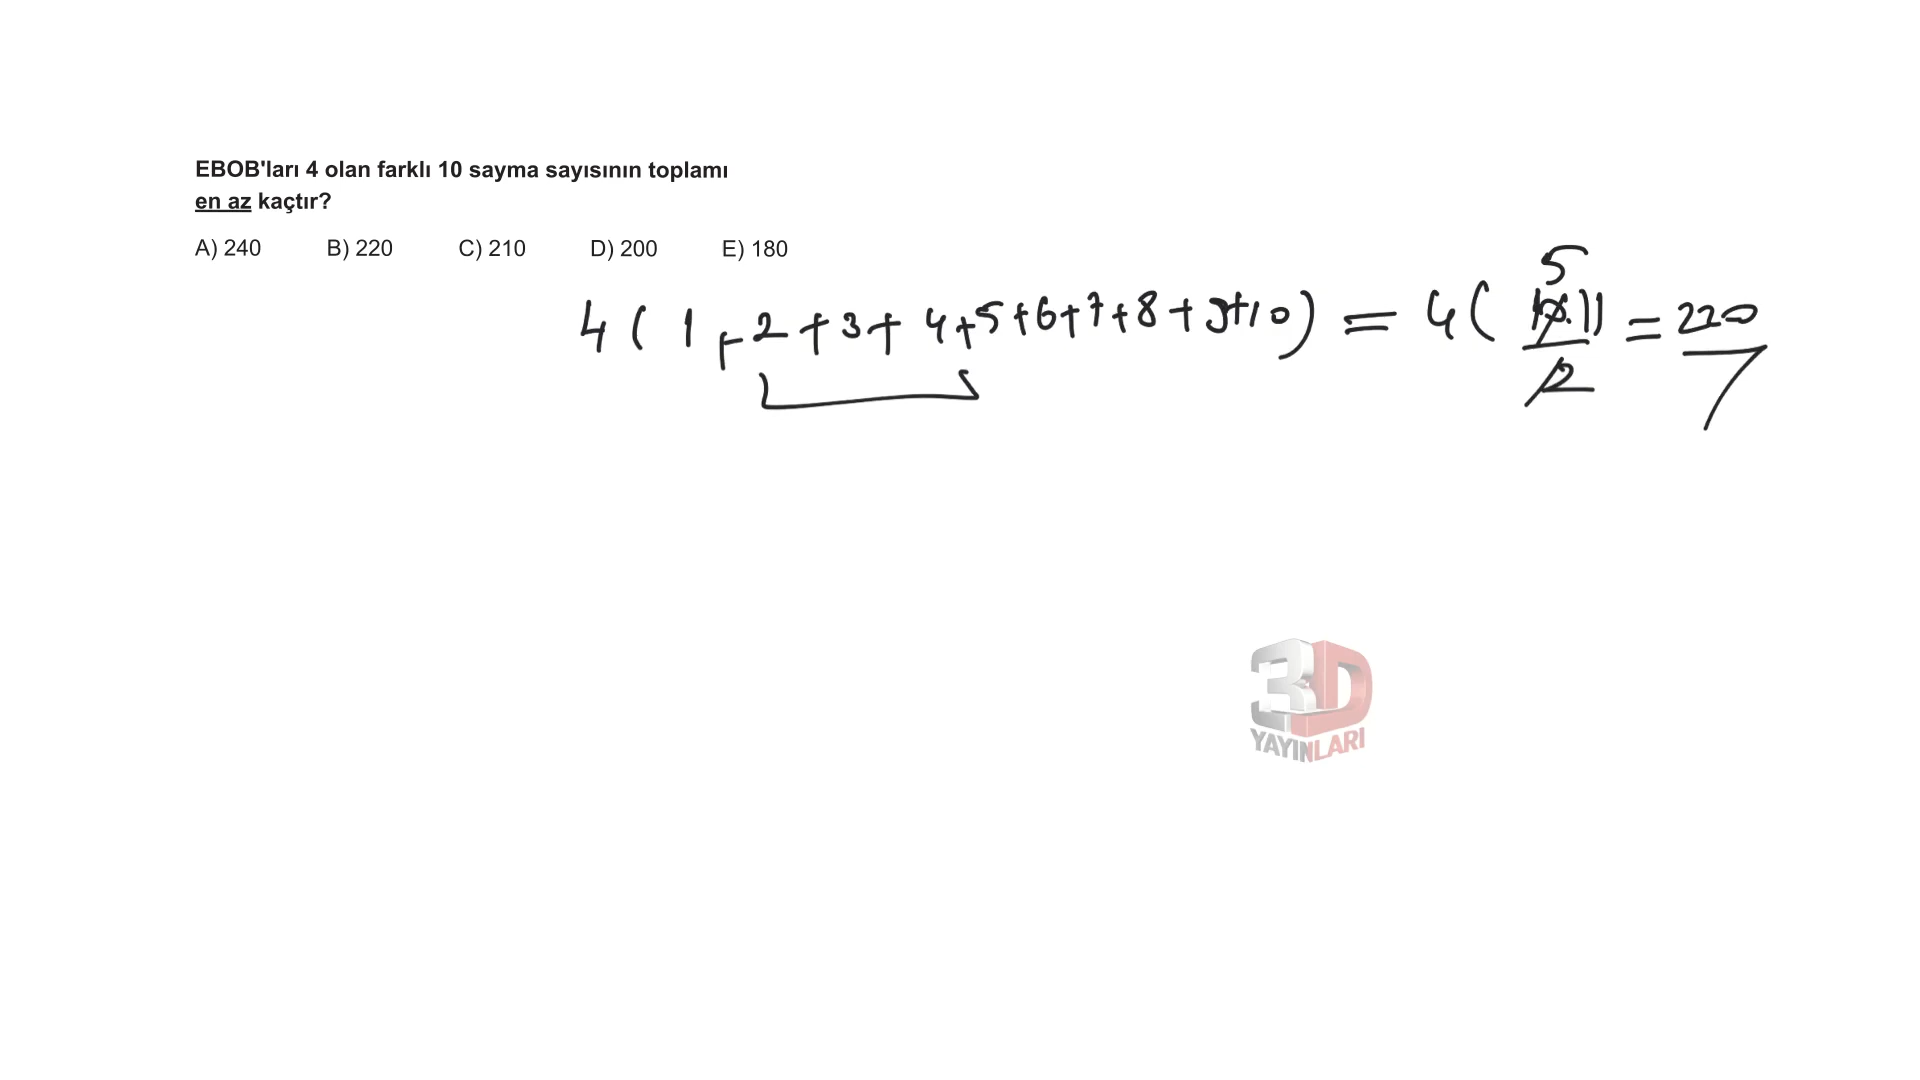 EBOB'ları 4 olan farklı 10 sayma sayısının toplamı
en az kaçtır?
A) 240 B) 220 C) 210 D) 200 E) 180
4 ( 1 + 2 + 3 + 4 + 5 + 6 + 7 + 8 + 9 + 10 ) = 4 ( 10.11 / 2 = 220
5
3D
YAYINLARI